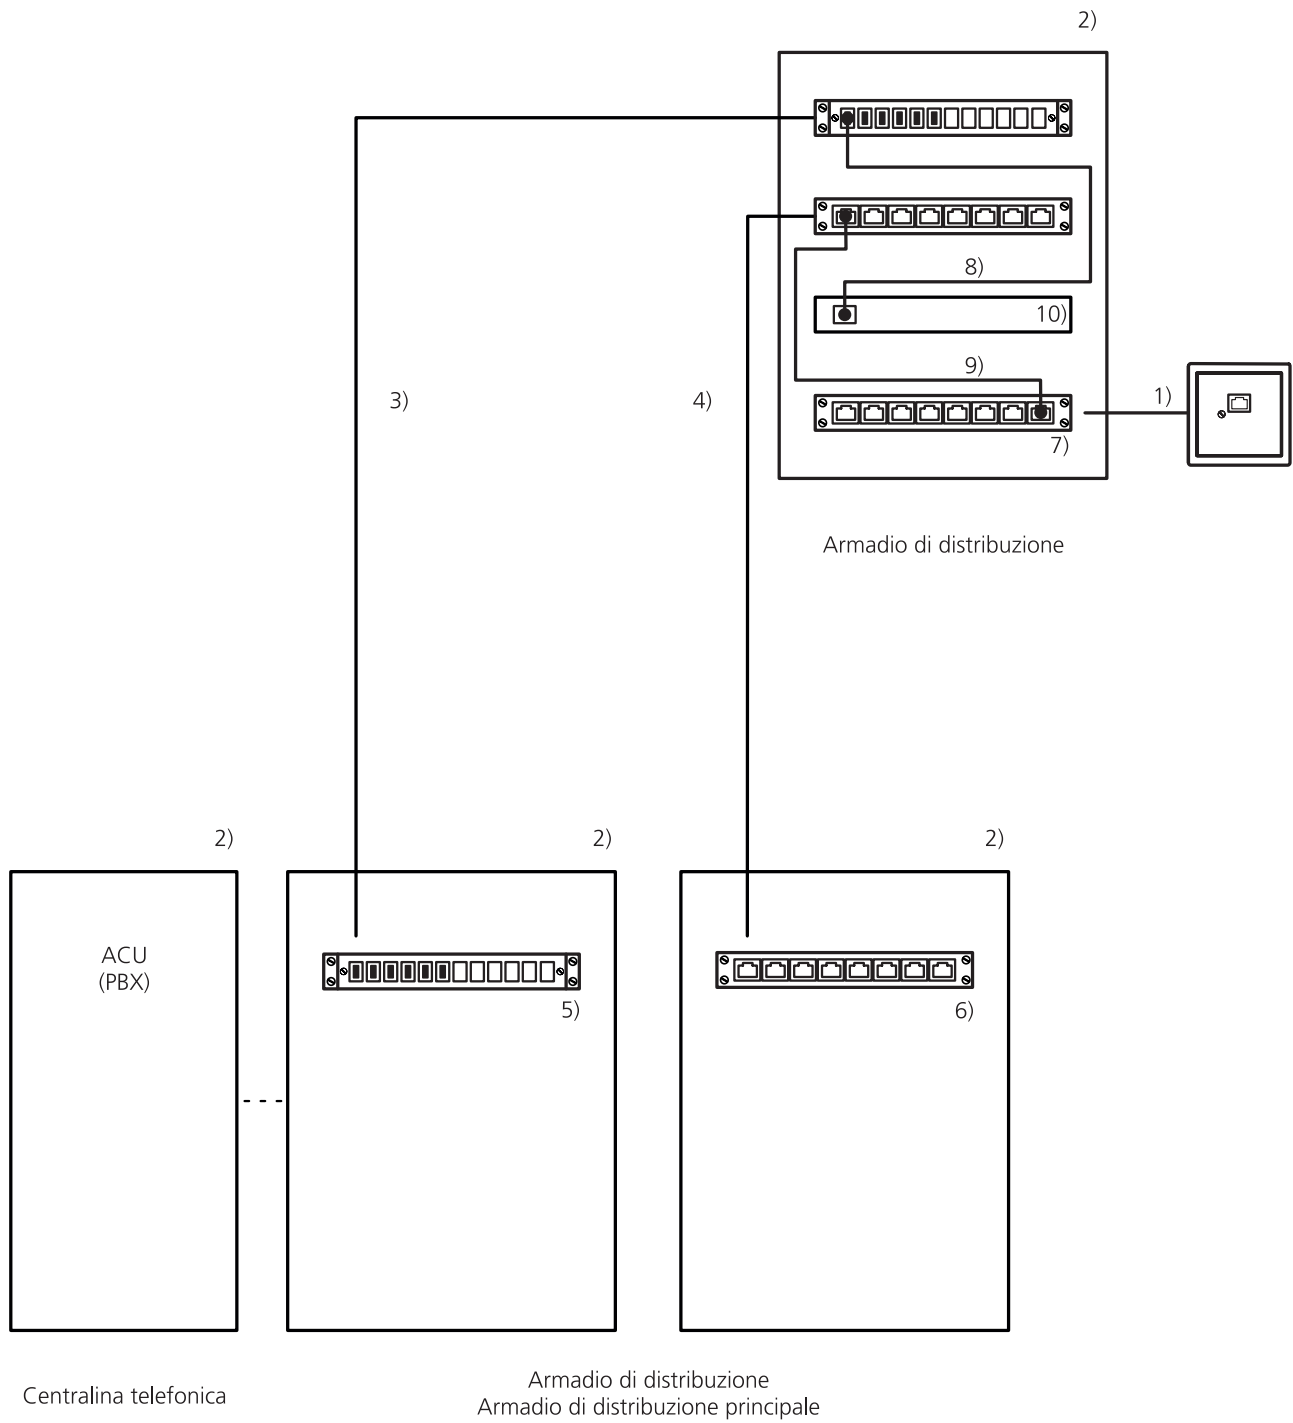 2)
8)
10)
9)
3)
4)
1)
7)
Armadio di distribuzione
2)
2)
2)
ACU
(PBX)
5)
6)
Centralina telefonica
Armadio di distribuzione
Armadio di distribuzione principale